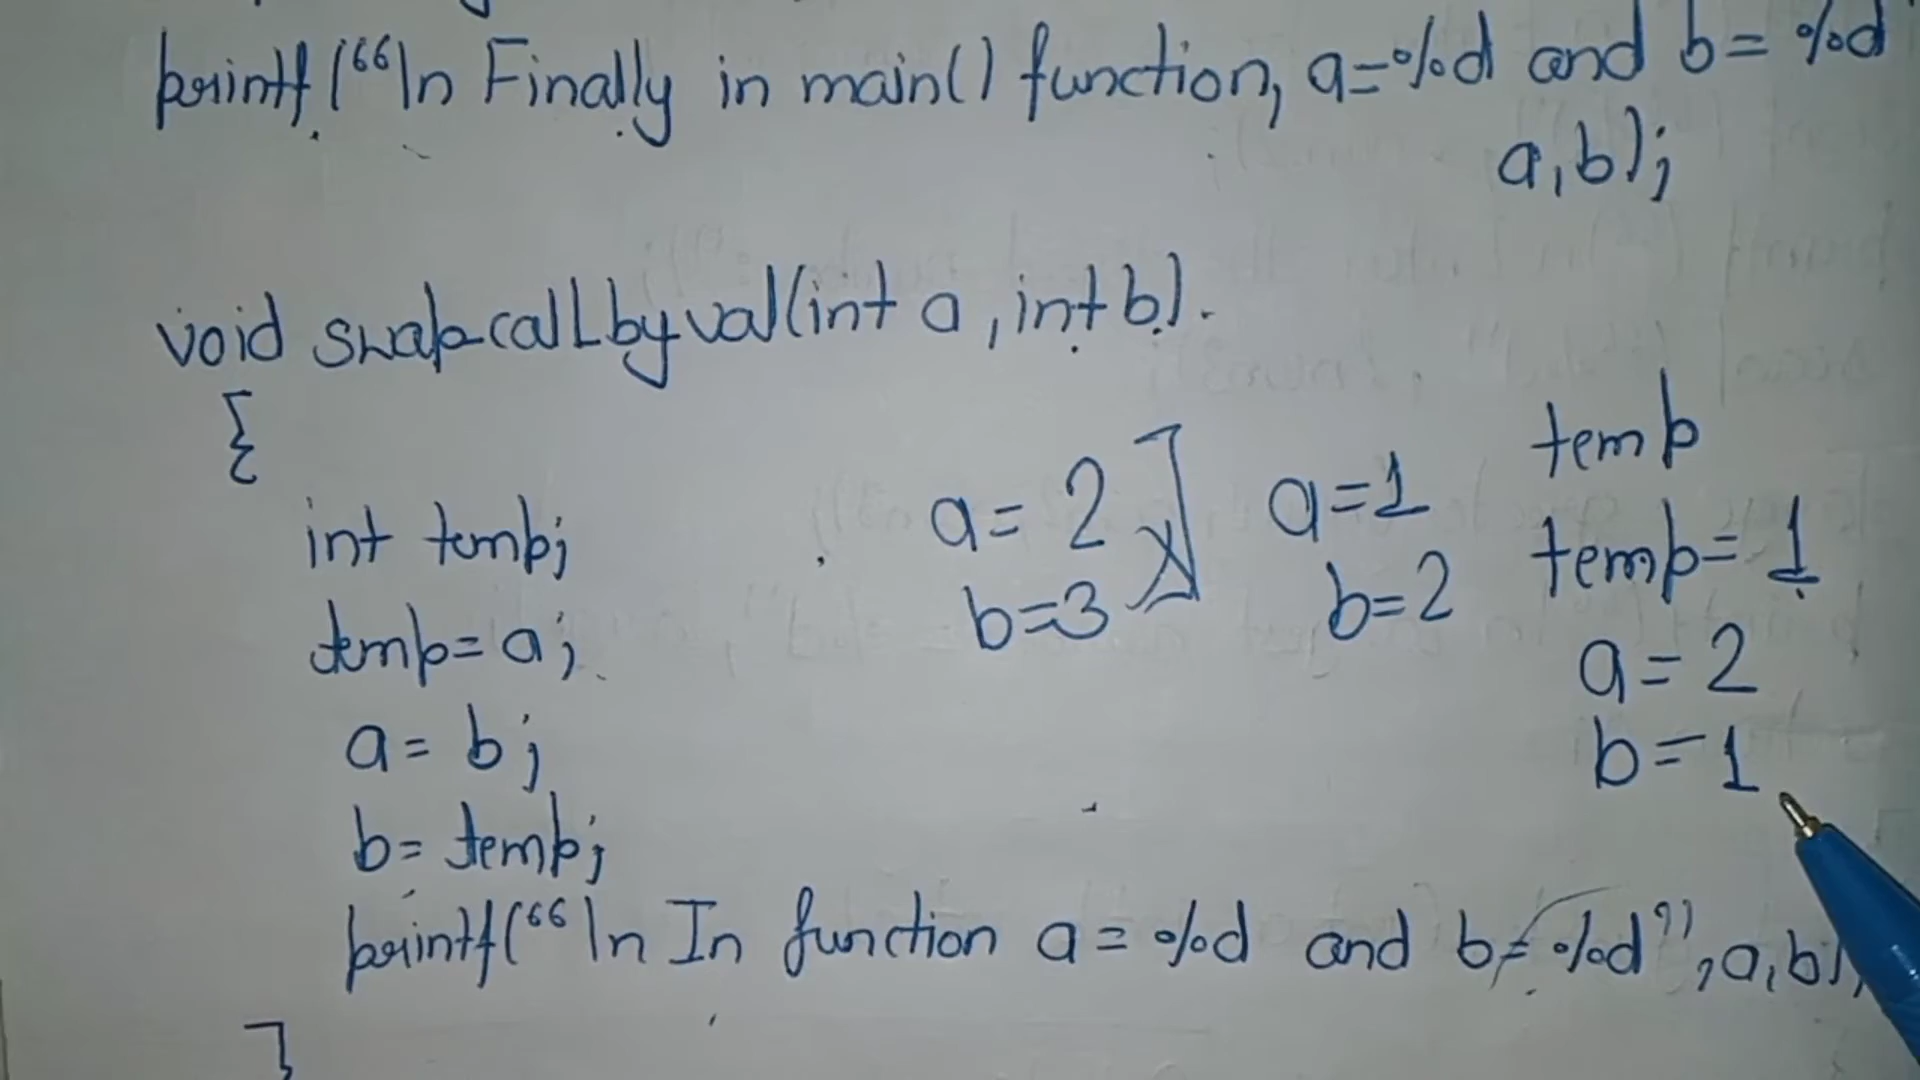 printf (“\n Finally in main() function, a=%d and b= %d
a,b);
void swapcallbyval(int a, int b).
{
int temp;
temp=a;
a= b;
b= temp;
a= 2
b=3
a=1
b=2
temp
temp= 1
a=2
b=1
printf(“\n In function a= %d and b= %d”,a,b)
}